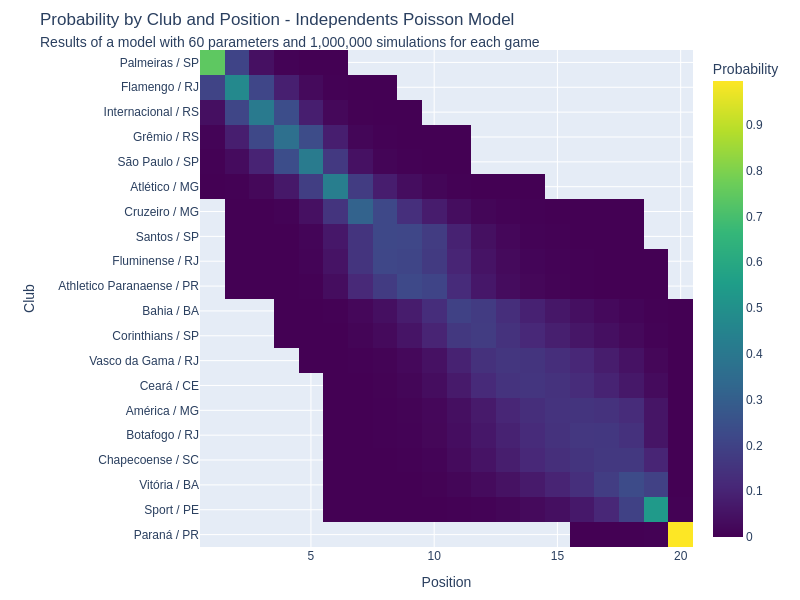 Probability by Club and Position - Independents Poisson Model
Results of a model with 60 parameters and 1,000,000 simulations for each game
Probability
Club
Palmeiras / SP
Flamengo / RJ
Internacional / RS
Grêmio / RS
São Paulo / SP
Atlético / MG
Cruzeiro / MG
Santos / SP
Fluminense / RJ
Athletico Paranaense / PR
Bahia / BA
Corinthians / SP
Vasco da Gama / RJ
Ceará / CE
América / MG
Botafogo / RJ
Chapecoense / SC
Vitória / BA
Sport / PE
Paraná / PR
0.9
0.8
0.7
0.6
0.5
0.4
0.3
0.2
0.1
0
5
10
15
20
Position